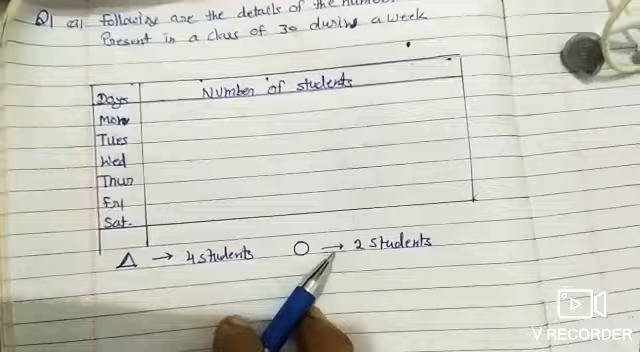 Q1 (i) Following are the details of the number
Present in a class of 30 during a week
Days Number of students
Mon
Tues
Wed
Thur
Fri
Sat.
△ → 4 students ○ → 2 students
V RECORDER